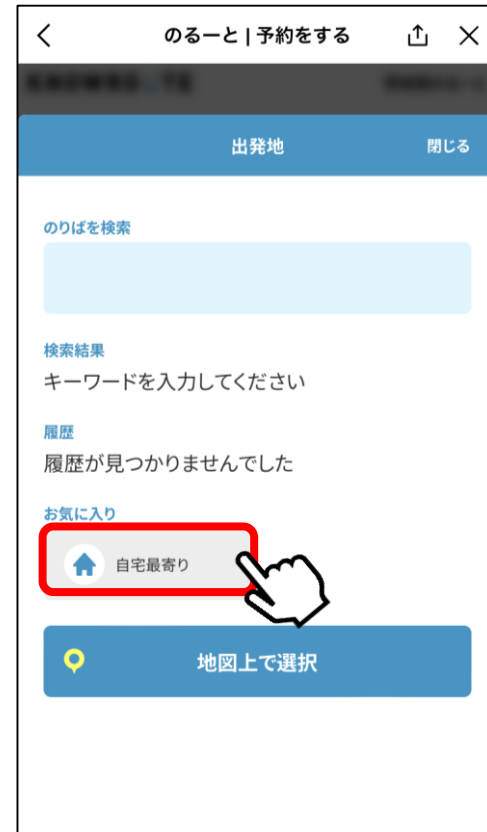 のるーと | 予約をする
出発地
閉じる
のりばを検索
検索結果
キーワードを入力してください
履歴
履歴が見つかりませんでした
お気に入り
自宅最寄り
地図上で選択